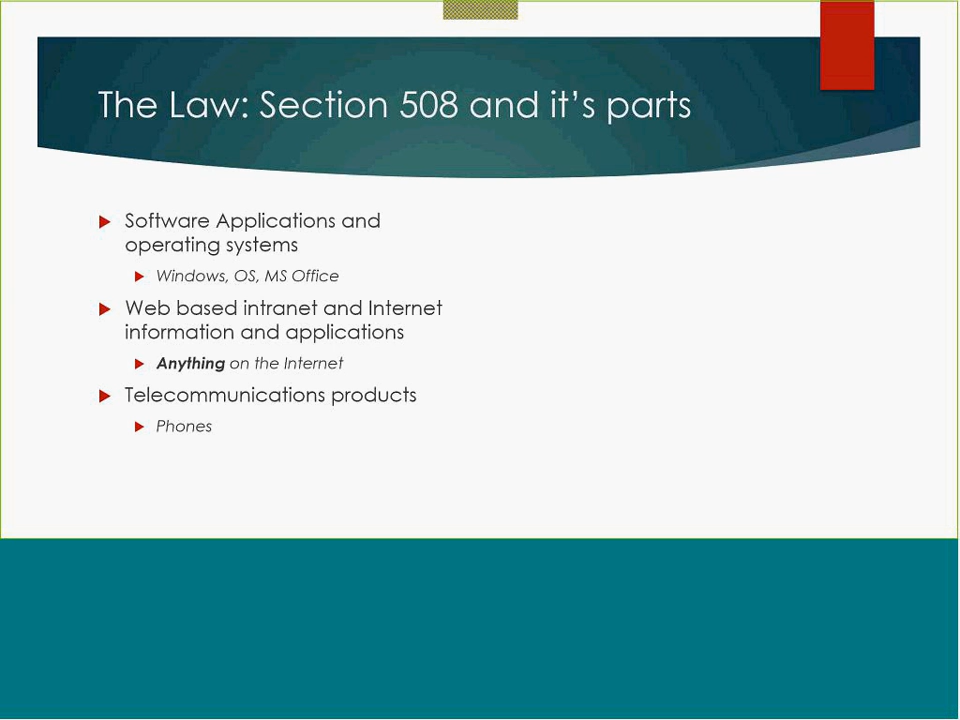 The Law: Section 508 and it’s parts
Software Applications and
operating systems
Windows, OS, MS Office
Web based intranet and Internet
information and applications
Anything on the Internet
Telecommunications products
Phones